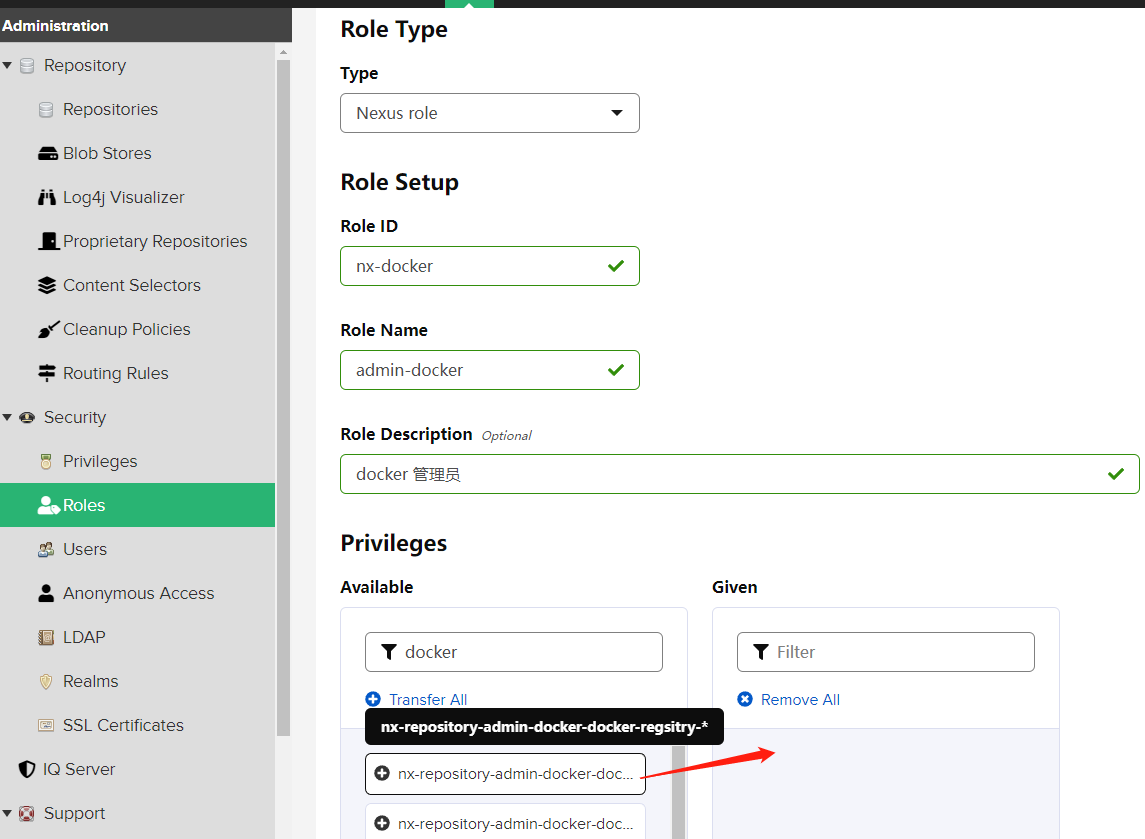 Administration
Repository
Repositories
Blob Stores
Log4j Visualizer
Proprietary Repositories
Content Selectors
Cleanup Policies
Routing Rules
Security
Privileges
Roles
Users
Anonymous Access
LDAP
Realms
SSL Certificates
IQ Server
Support
Role Type
Type
Nexus role
Role Setup
Role ID
nx-docker
Role Name
admin-docker
Role Description Optional
docker 管理员
Privileges
Available
docker
Transfer All
nx-repository-admin-docker-docker-regsitry-*
nx-repository-admin-docker-doc...
nx-repository-admin-docker-doc...
Given
Filter
Remove All